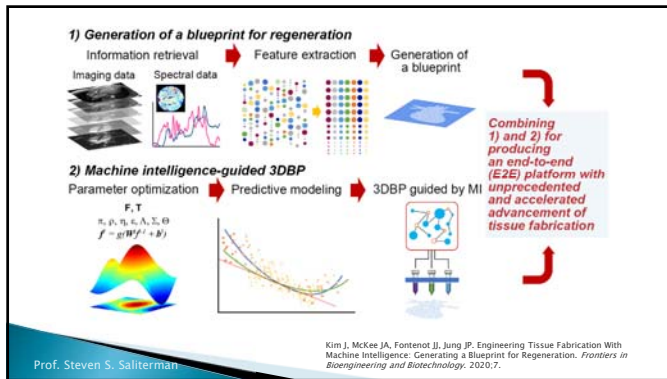 1) Generation of a blueprint for regeneration
Information retrieval
Feature extraction
Generation of
a blueprint
Imaging data
Spectral data
Combining
1) and 2) for
producing
an end-to-end
(E2E) platform with
unprecedented
and accelerated
advancement of
tissue fabrication
2) Machine intelligence-guided 3DBP
Parameter optimization
Predictive modeling
3DBP guided by MI
F, T
Kim J, McKee JA, Fontenot JJ, Jung JP. Engineering Tissue Fabrication With
Machine Intelligence: Generating a Blueprint for Regeneration. Frontiers in
Bioengineering and Biotechnology. 2020;7.
Prof. Steven S. Saliterman